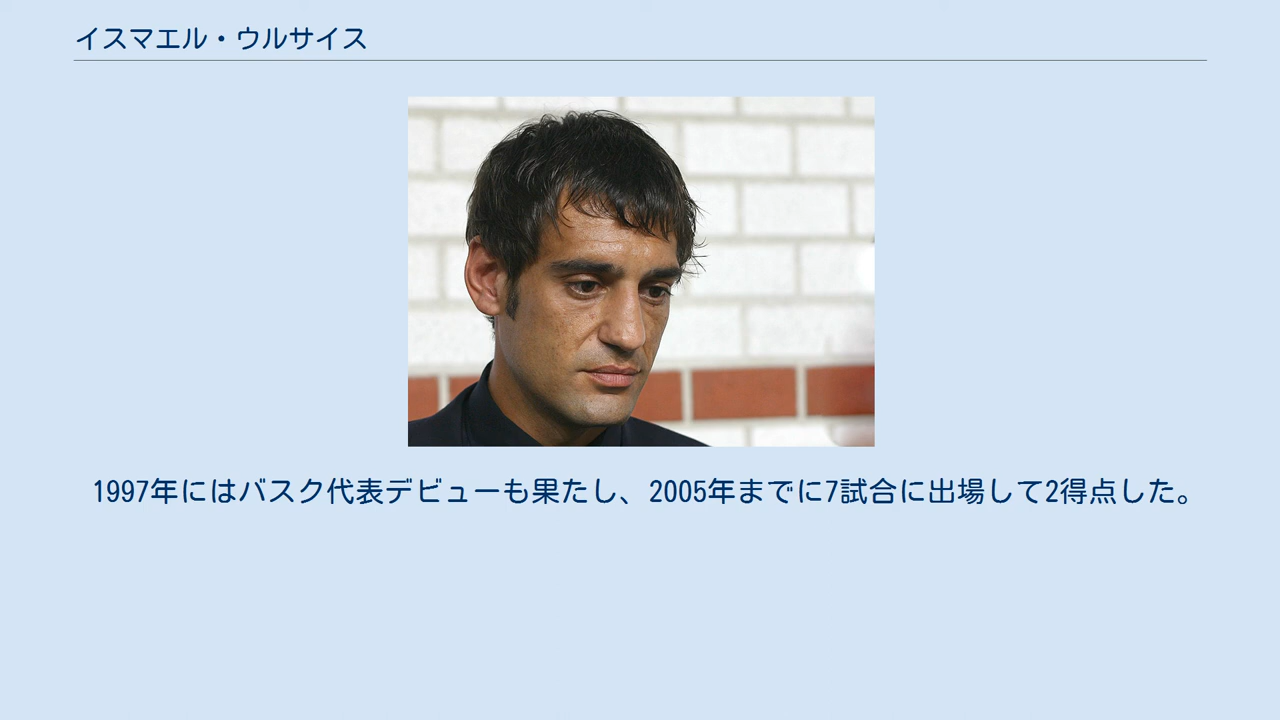 イスマエル・ウルサイス
1997年にはバスク代表デビューも果たし、2005年までに7試合に出場して2得点した。